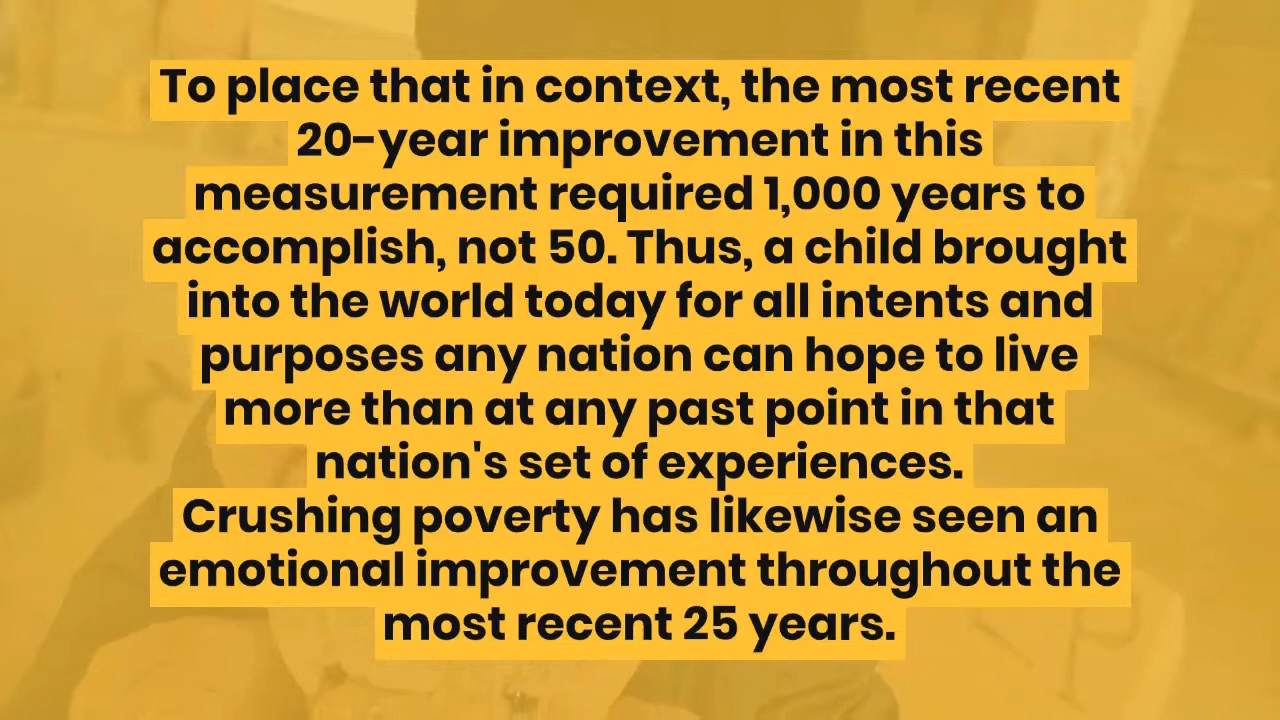 To place that in context, the most recent
20-year improvement in this
measurement required 1,000 years to
accomplish, not 50. Thus, a child brought
into the world today for all intents and
purposes any nation can hope to live
more than at any past point in that
nation's set of experiences.
Crushing poverty has likewise seen an
emotional improvement throughout the
most recent 25 years.